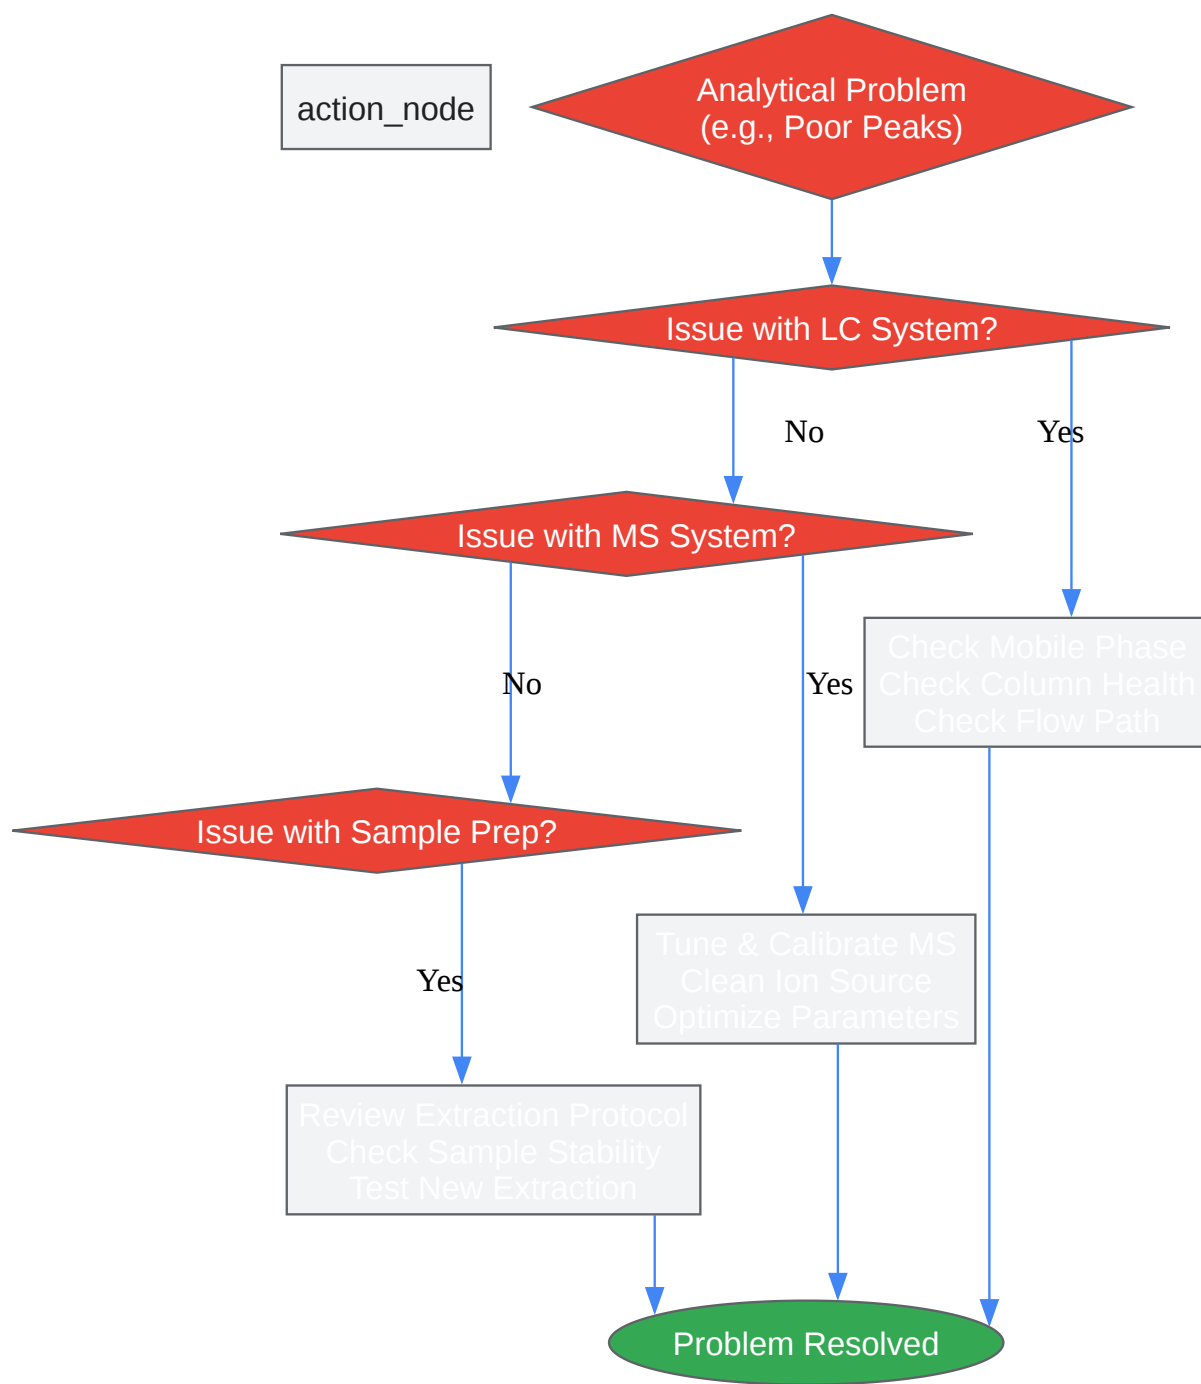 action_node
Analytical Problem
(e.g., Poor Peaks)
Issue with LC System?
No
Yes
Issue with MS System?
Check Mobile Phase
Check Column Health
Check Flow Path
No
Yes
Issue with Sample Prep?
Tune & Calibrate MS
Clean Ion Source
Optimize Parameters
Yes
Review Extraction Protocol
Check Sample Stability
Test New Extraction
Problem Resolved